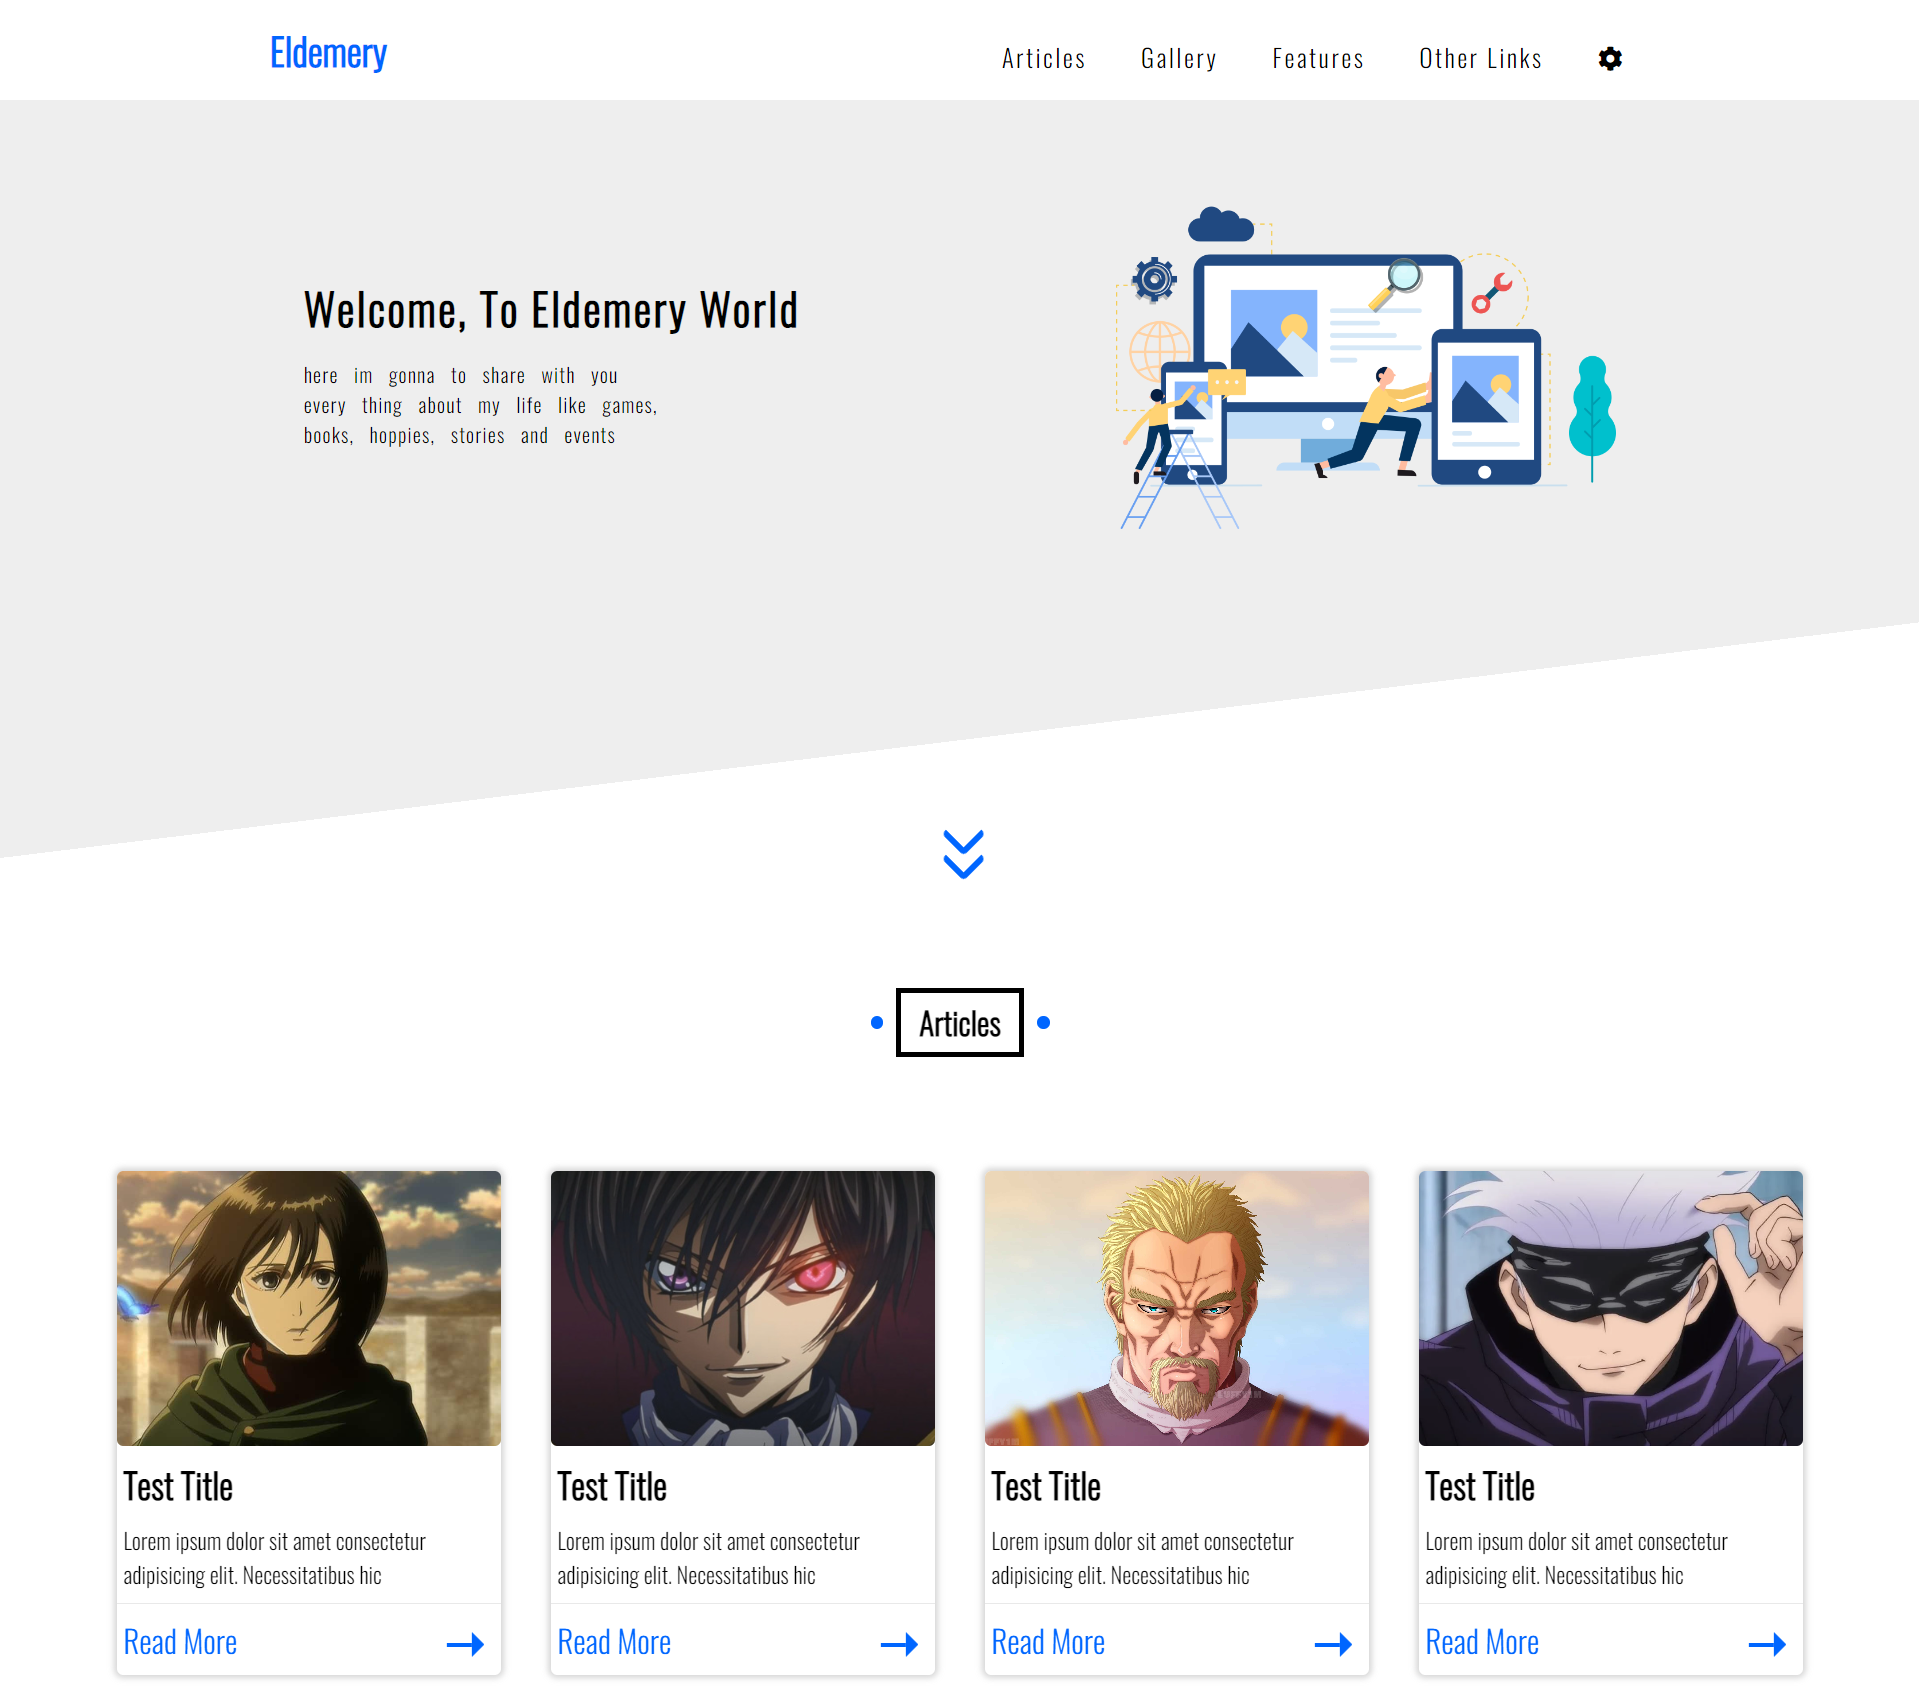 Eldemery
Articles Gallery Features Other Links
Welcome, To Eldemery World
here im gonna to share with you
every thing about my life like games,
books, hoppies, stories and events
Articles
Test Title
Lorem ipsum dolor sit amet consectetur
adipisicing elit. Necessitatibus hic
Read More
Test Title
Lorem ipsum dolor sit amet consectetur
adipisicing elit. Necessitatibus hic
Read More
Test Title
Lorem ipsum dolor sit amet consectetur
adipisicing elit. Necessitatibus hic
Read More
Test Title
Lorem ipsum dolor sit amet consectetur
adipisicing elit. Necessitatibus hic
Read More